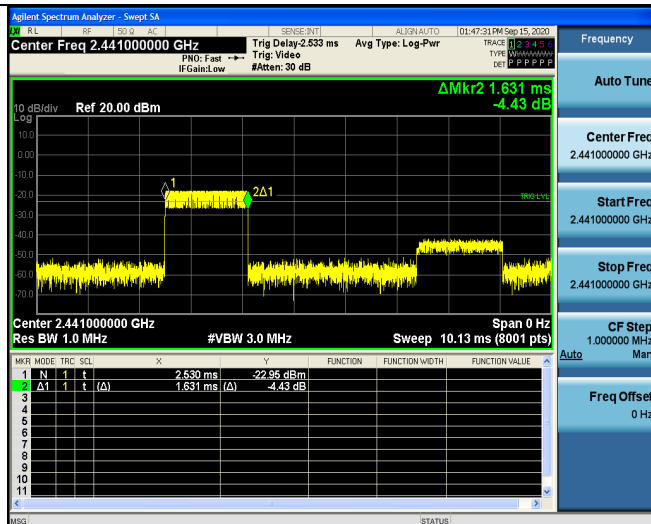 Agilent Spectrum Analyzer - Swept SA
LXI RL RF 50 Ω AC SENSE:INT ALIGN AUTO 01:47:31 PM Sep 15, 2020
Center Freq 2.441000000 GHz
PNO: Fast
IFGain:Low
Trig Delay-2.533 ms
Trig: Video
#Atten: 30 dB
Avg Type: Log-Pwr
TRACE 1 2 3 4 5 6
TYPE WWWWWWW
DET P P P P P P
ΔMkr2 1.631 ms
-4.43 dB
10 dB/div Ref 20.00 dBm
Log
10.0
0.00
-10.0
-20.0
-30.0
-40.0
-50.0
-60.0
-70.0
1
2Δ1
TRIG LVL
Center 2.441000000 GHz Span 0 Hz
Res BW 1.0 MHz #VBW 3.0 MHz Sweep 10.13 ms (8001 pts)
MKR MODE TRC SCL X Y FUNCTION FUNCTION WIDTH FUNCTION VALUE
1 N 1 t 2.530 ms -22.95 dBm
2 Δ1 1 t (Δ) 1.631 ms (Δ) -4.43 dB
3
4
5
6
7
8
9
10
11
MSG STATUS
Frequency
Auto Tune
Center Freq
2.441000000 GHz
Start Freq
2.441000000 GHz
Stop Freq
2.441000000 GHz
CF Step
1.000000 MHz
Auto Man
Freq Offset
0 Hz